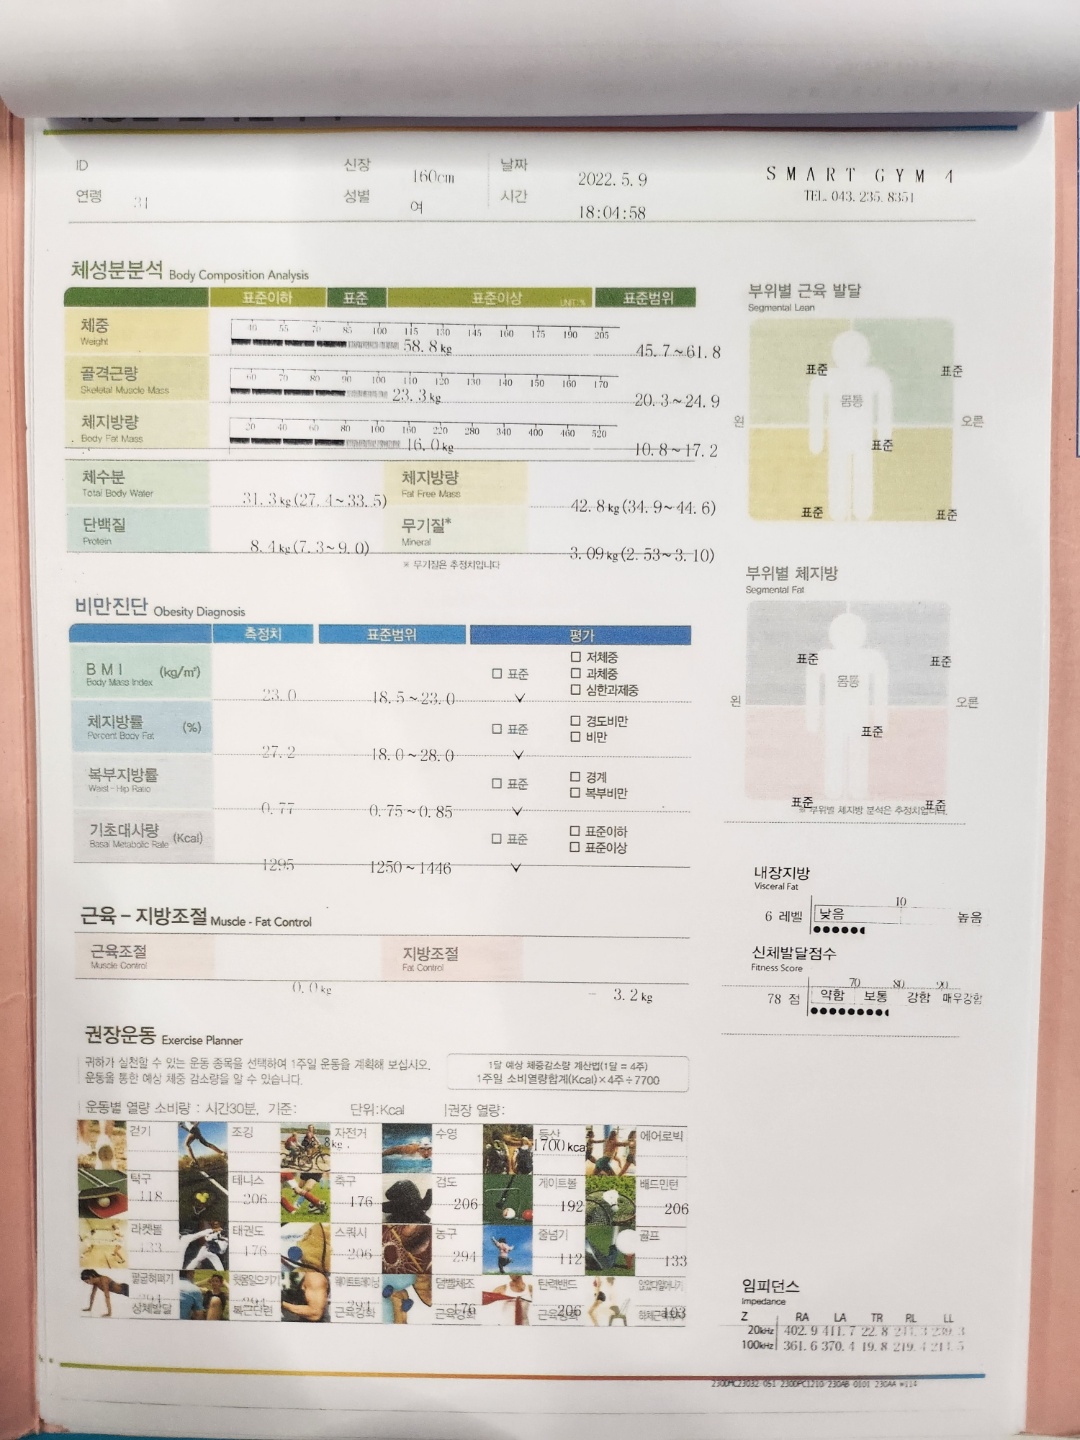 ID
신장 160cm
날짜 2022. 5. 9
SMART GYM 4
연령 31
성별 여
시간 18:04:58
TEL. 043. 235. 8351
체성분분석 Body Composition Analysis
표준이하 표준 표준이상 UNIT:% 표준범위
체중 Weight
40 55 70 85 100 115 130 145 160 175 190 205
58. 8kg 45. 7~61. 8
골격근량 Skeletal Muscle Mass
60 70 80 90 100 110 120 130 140 150 160 170
23. 3kg 20. 3~24. 9
체지방량 Body Fat Mass
20 40 60 80 100 160 220 280 340 400 460 520
16. 0kg 10. 8~17. 2
체수분 Total Body Water 31. 3kg(27. 4~33. 5)
체지방량 Fat Free Mass 42. 8kg(34. 9~44. 6)
단백질 Protein 8. 4kg(7. 3~9. 0)
무기질* Mineral 3. 09kg(2. 53~3. 10)
※ 무기질은 추정치입니다
부위별 근육 발달
Segmental Lean
표준 표준
몸통
왼 오른
표준
표준 표준
비만진단 Obesity Diagnosis
측정치 표준범위 평가
BMI (kg/m²) Body Mass Index
23. 0 18. 5~23. 0
☐ 표준 ∨
☐ 저체중
☐ 과체중
☐ 심한과체중
체지방률 (%) Percent Body Fat
27. 2 18. 0~28. 0
☐ 표준 ∨
☐ 경도비만
☐ 비만
복부지방률 Waist - Hip Ratio
0. 77 0. 75~0. 85
☐ 표준 ∨
☐ 경계
☐ 복부비만
기초대사량 (Kcal) Basal Metabolic Rate
1295 1250~1446
☐ 표준 ∨
☐ 표준이하
☐ 표준이상
부위별 체지방
Segmental Fat
표준 표준
몸통
왼 오른
표준
표준 표준
※ 부위별 체지방 분석은 추정치입니다.
내장지방
Visceral Fat
10
6 레벨 낮음 높음
신체발달점수
Fitness Score
70 80 90
78 점 약함 보통 강함 매우강함
근육 - 지방조절 Muscle - Fat Control
근육조절 Muscle Control 0. 0kg
지방조절 Fat Control - 3. 2kg
권장운동 Exercise Planner
귀하가 실천할 수 있는 운동 종목을 선택하여 1주일 운동을 계획해 보십시오.
운동을 통한 예상 체중 감소량을 알 수 있습니다.
1달 예상 체중감소량 계산법(1달 = 4주)
1주일 소비열량합계(Kcal)×4주÷7700
운동별 열량 소비량 : 시간30분, 기준: 단위:Kcal 권장 열량:
걷기 조깅 자전거 수영 등산 에어로빅
.8kg . 1700 kcal
탁구 테니스 축구 검도 게이트볼 배드민턴
118 206 176 206 192 206
라켓볼 태권도 스쿼시 농구 줄넘기 골프
176 206 294 112 133
팔굽혀펴기 윗몸일으키기 웨이트트레이닝 덤벨체조 탄력밴드
294 176 206 103
상체발달 복근단련 근육강화 근육강화 근육강화
임피던스
Impedance
Z RA LA TR RL LL
20kHz 402. 9 411. 7 22. 8
100kHz 361. 6 370. 4 19. 8 219. 4